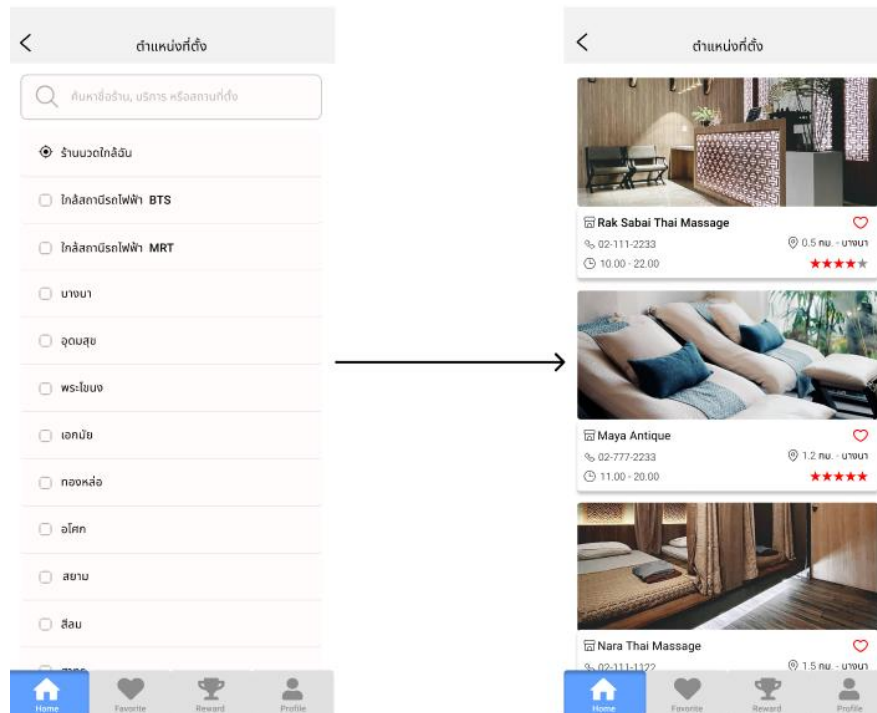 ตำแหน่งที่ตั้ง
ค้นหาชื่อร้าน, บริการ หรือสถานที่ตั้ง
ร้านนวดใกล้ฉัน
ใกล้สถานีรถไฟฟ้า BTS
ใกล้สถานีรถไฟฟ้า MRT
บางนา
อุดมสุข
พระโขนง
เอกมัย
ทองหล่อ
อโศก
สยาม
สีลม
Home Favorite Reward Profile
ตำแหน่งที่ตั้ง
Rak Sabai Thai Massage
02-111-2233 0.5 กม. - บางนา
10.00 - 22.00
Maya Antique
02-777-2233 1.2 กม. - บางนา
11.00 - 20.00
Nara Thai Massage
02-111-1122 1.5 กม. - บางนา
Home Favorite Reward Profile